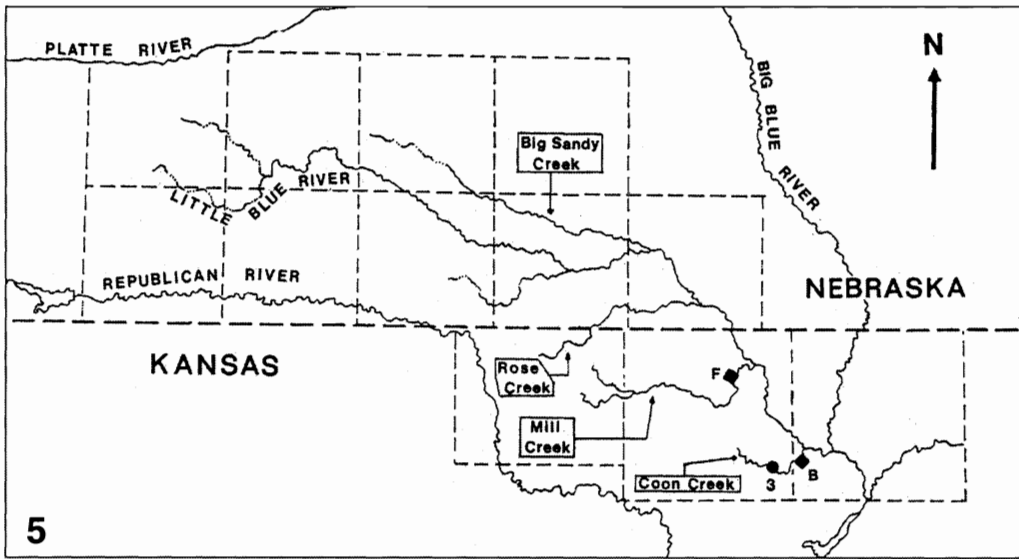 PLATTE RIVER
BIG BLUE RIVER
N
Big Sandy
Creek
LITTLE BLUE RIVER
REPUBLICAN RIVER
NEBRASKA
KANSAS
Rose
Creek
F
Mill
Creek
Coon Creek
3
B
5